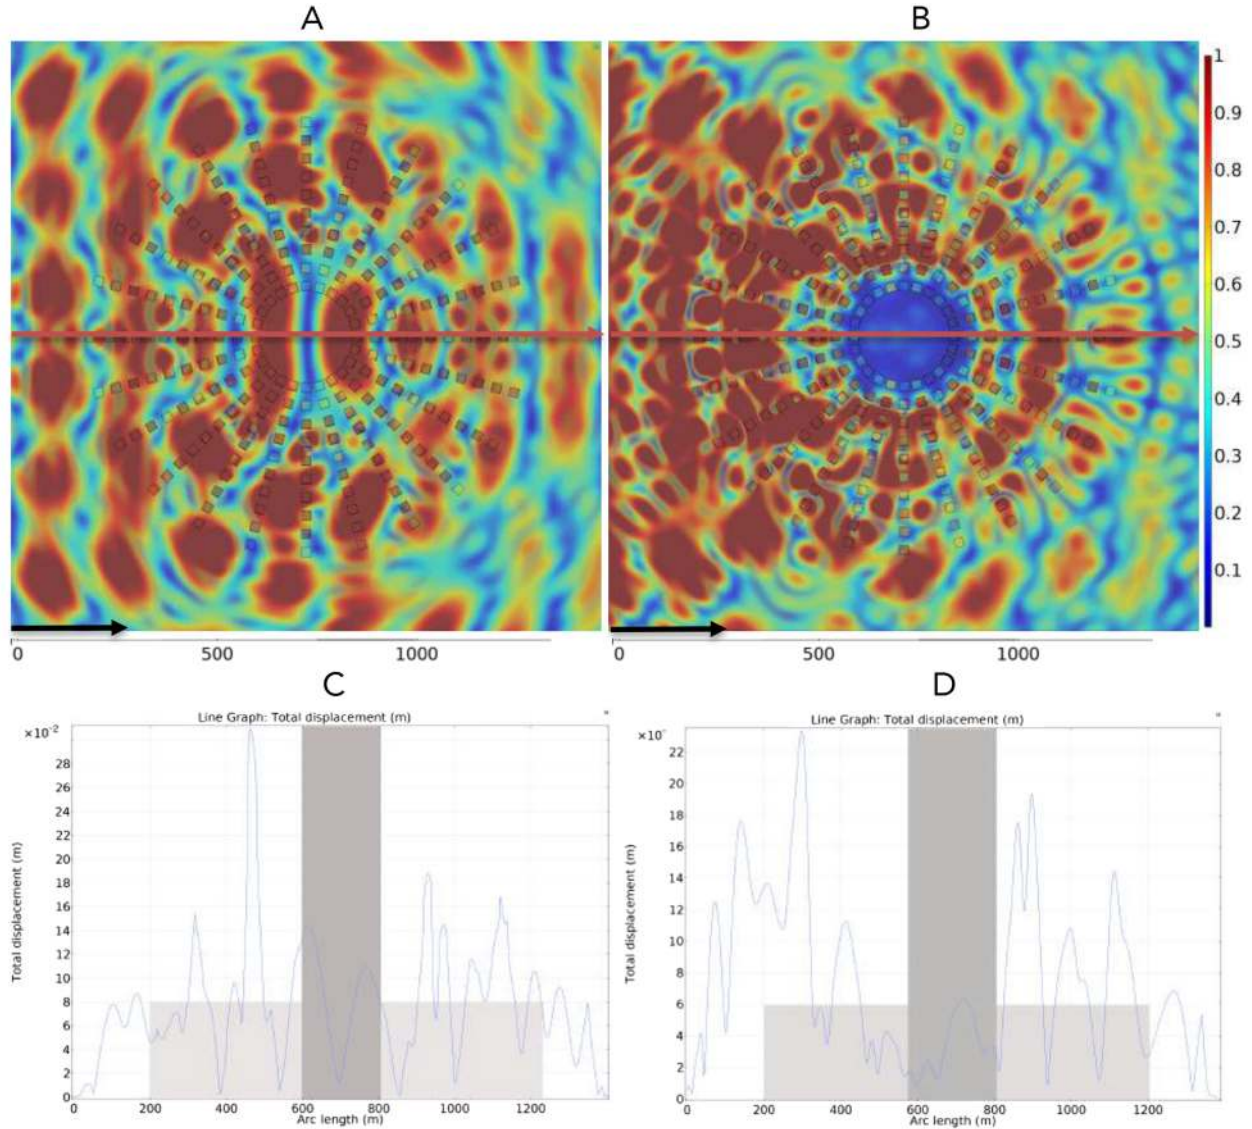 A
B
1
0.9
0.8
0.7
0.6
0.5
0.4
0.3
0.2
0.1
0 500 1000
0 500 1000
C
D
Line Graph: Total displacement (m)
×10⁻²
28
26
24
22
20
18
16
14
12
10
8
6
4
2
0
Total displacement (m)
0 200 400 600 800 1000 1200
Arc length (m)
Line Graph: Total displacement (m)
×10⁻
22
20
18
16
14
12
10
8
6
4
2
0
Total displacement (m)
0 200 400 600 800 1000 1200
Arc length (m)